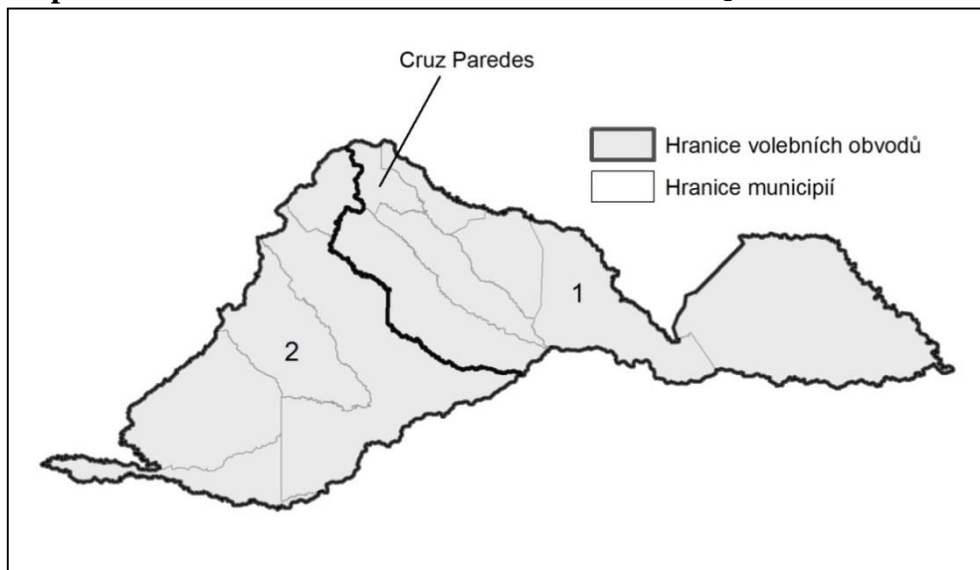 Cruz Paredes
Hranice volebních obvodů
Hranice municipií
1
2